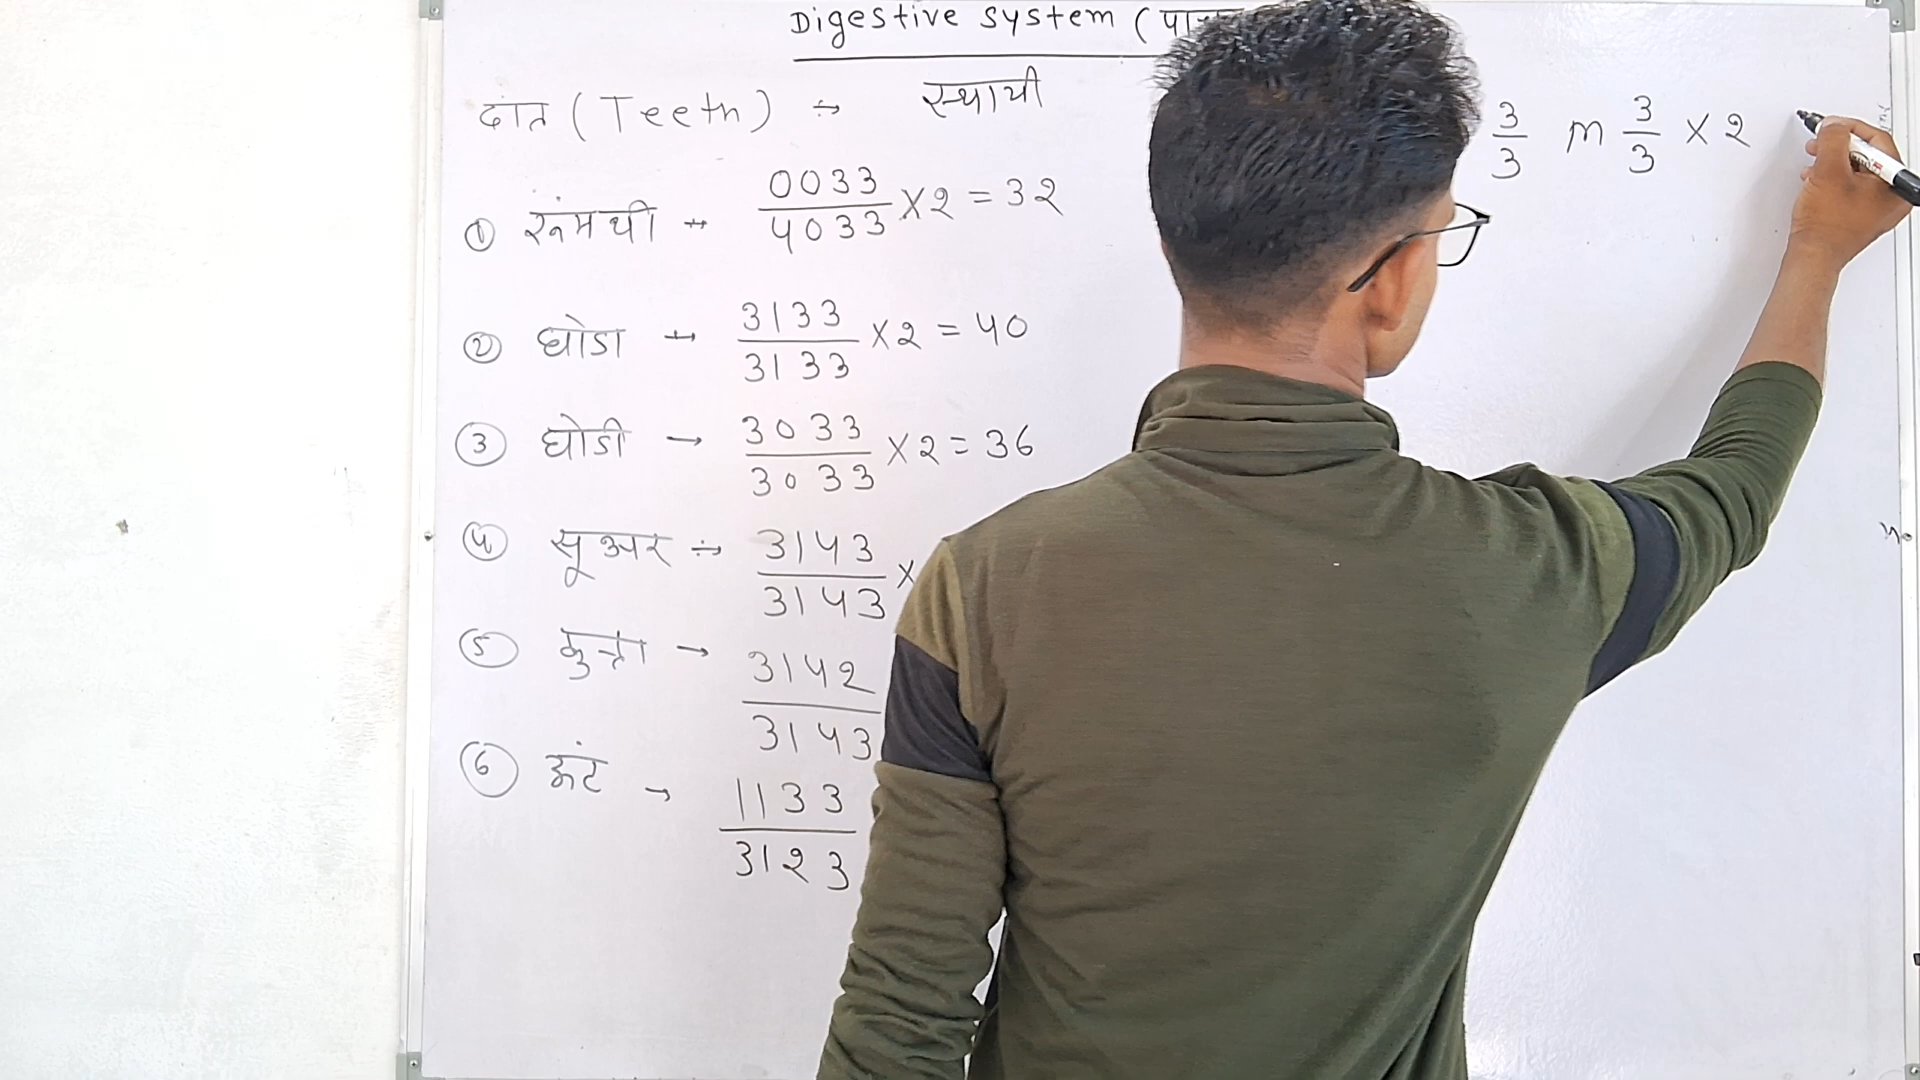 Digestive System (पाच
दांत (Teeth) → स्थायी
① रूंमथी → 0033/4033 × 2 = 32
② घोडा → 3133/3133 × 2 = 40
③ घोडी → 3033/3033 × 2 = 36
④ सूअर → 3143/3143 ×
⑤ कुत्ता → 3142/3143
⑥ ऊंट → 1133/3123
3/3 m 3/3 × 2